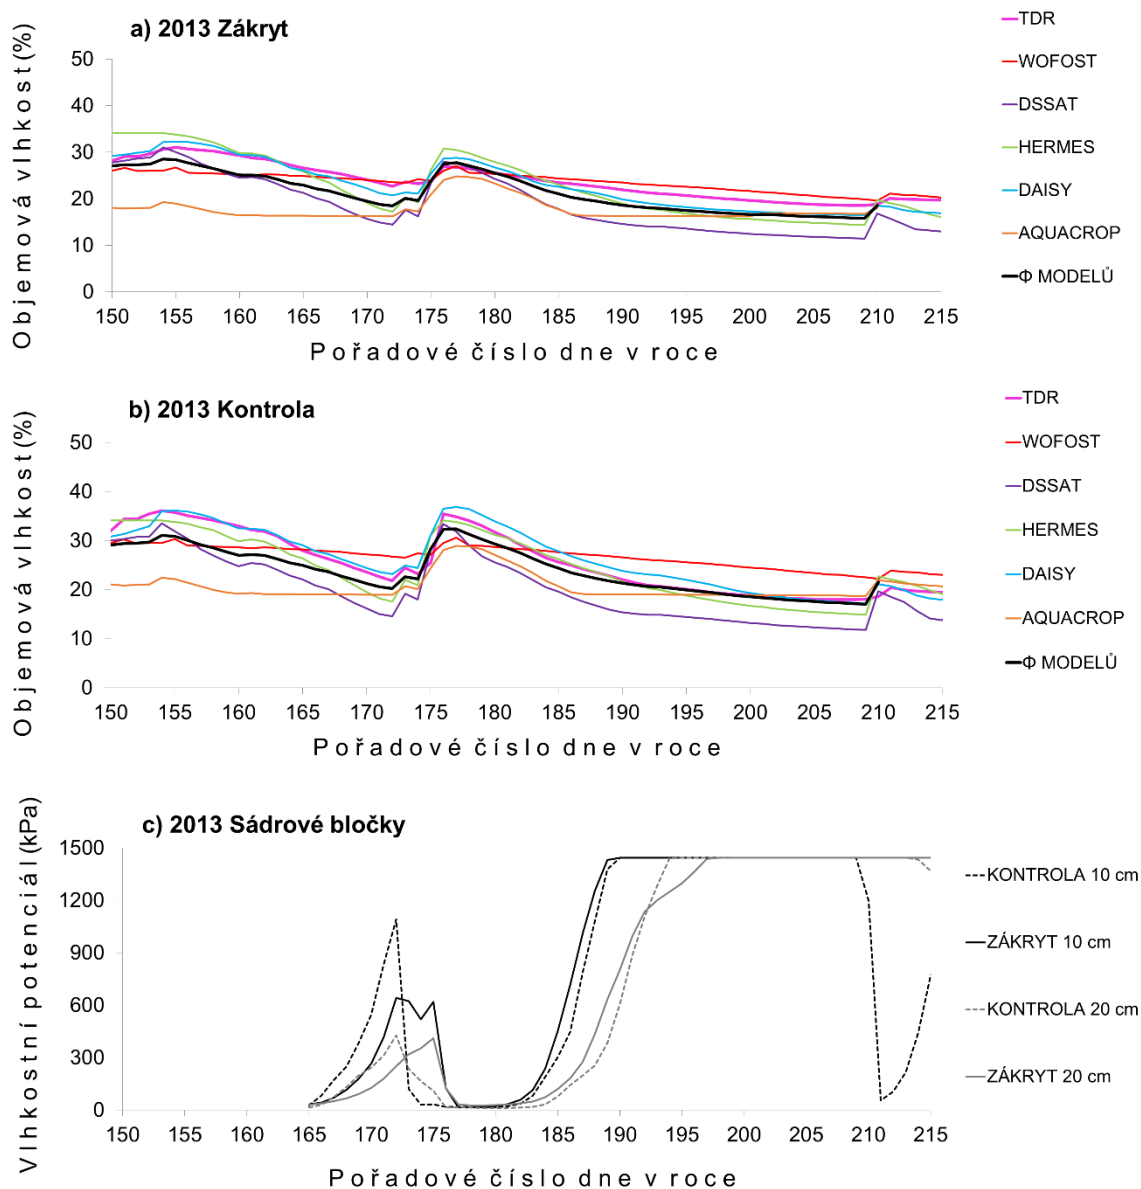 a) 2013 Zákryt
Objemová vlhkost (%)
50
40
30
20
10
0
150 155 160 165 170 175 180 185 190 195 200 205 210 215
Pořadové číslo dne v roce
TDR
WOFOST
DSSAT
HERMES
DAISY
AQUACROP
Φ MODELŮ
b) 2013 Kontrola
Objemová vlhkost (%)
50
40
30
20
10
0
150 155 160 165 170 175 180 185 190 195 200 205 210 215
Pořadové číslo dne v roce
TDR
WOFOST
DSSAT
HERMES
DAISY
AQUACROP
Φ MODELŮ
c) 2013 Sádrové bločky
Vlhkostní potenciál (kPa)
1500
1200
900
600
300
0
150 155 160 165 170 175 180 185 190 195 200 205 210 215
Pořadové číslo dne v roce
KONTROLA 10 cm
ZÁKRYT 10 cm
KONTROLA 20 cm
ZÁKRYT 20 cm